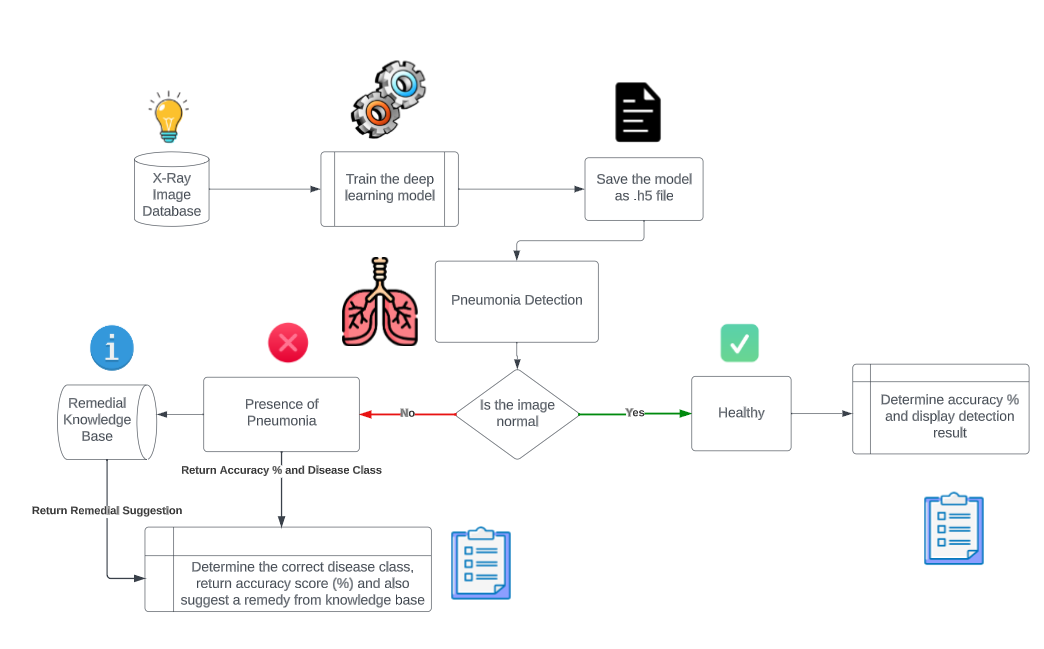 X-Ray
Image
Database
Train the deep
learning model
Save the model
as .h5 file
Pneumonia Detection
Is the image
normal
No
Yes
Presence of
Pneumonia
Healthy
Determine accuracy %
and display detection
result
Remedial
Knowledge
Base
Return Accuracy % and Disease Class
Return Remedial Suggestion
Determine the correct disease class,
return accuracy score (%) and also
suggest a remedy from knowledge base